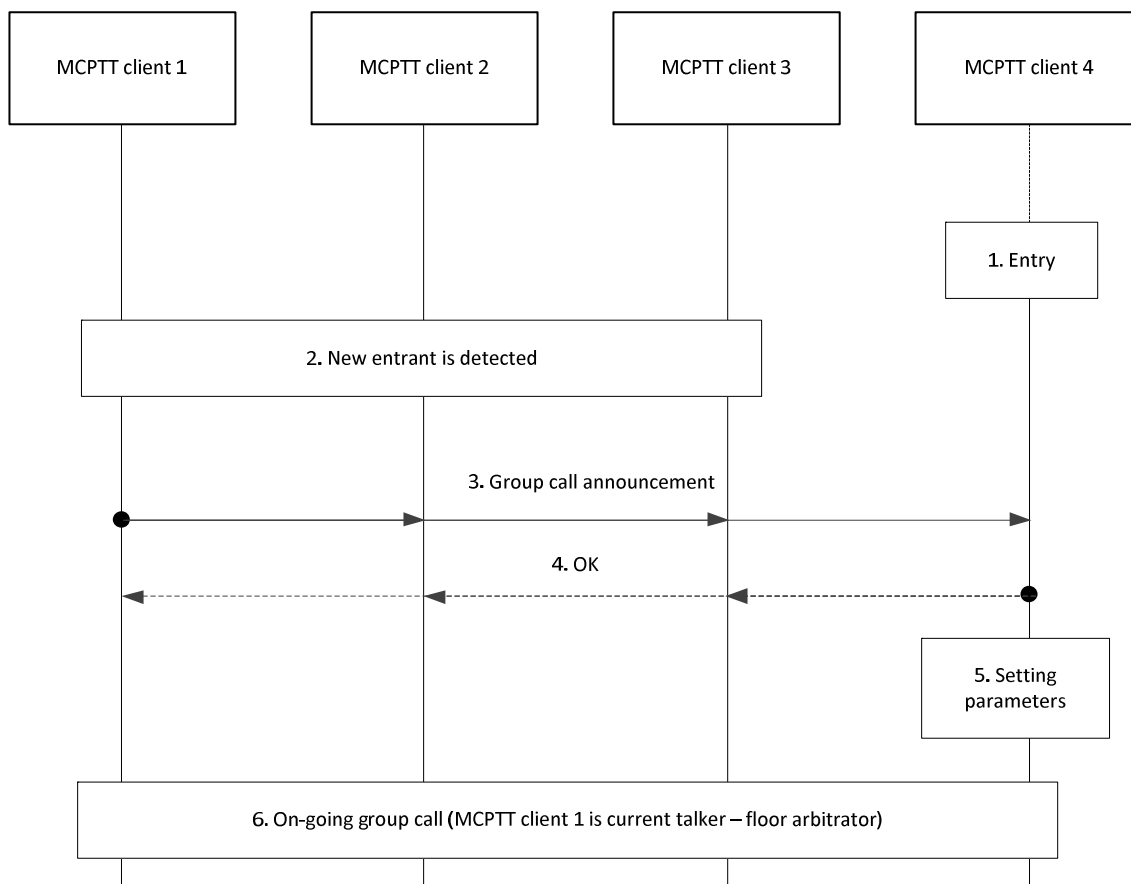 MCPTT client 1
MCPTT client 2
MCPTT client 3
MCPTT client 4
1. Entry
2. New entrant is detected
3. Group call announcement
4. OK
5. Setting
parameters
6. On-going group call (MCPTT client 1 is current talker – floor arbitrator)